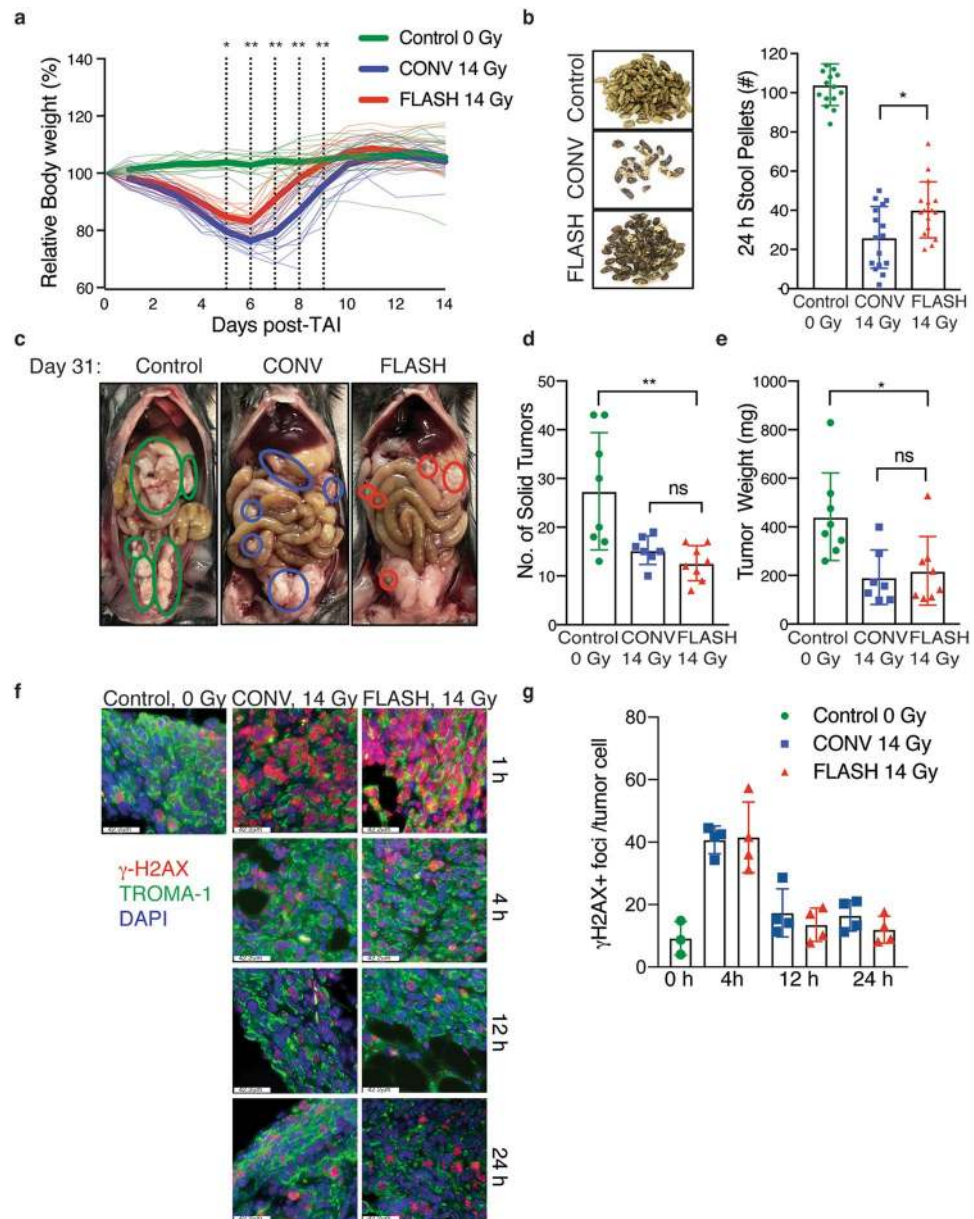 a
Relative Body weight (%)
140
120
100
80
60
0 2 4 6 8 10 12 14
Days post-TAI
* ** ** ** **
Control 0 Gy
CONV 14 Gy
FLASH 14 Gy
b
Control
CONV
FLASH
24 h Stool Pellets (#)
120
100
80
60
40
20
0
*
Control CONV FLASH
0 Gy 14 Gy 14 Gy
c
Day 31: Control CONV FLASH
d
No. of Solid Tumors
50
40
30
20
10
0
**
ns
Control CONV FLASH
0 Gy 14 Gy 14 Gy
e
Tumor Weight (mg)
1000
800
600
400
200
0
*
ns
Control CONV FLASH
0 Gy 14 Gy 14 Gy
f
Control, 0 Gy CONV, 14 Gy FLASH, 14 Gy
1 h
4 h
12 h
24 h
γ-H2AX
TROMA-1
DAPI
g
γH2AX+ foci /tumor cell
80
60
40
20
0
0 h 4h 12 h 24 h
Control 0 Gy
CONV 14 Gy
FLASH 14 Gy